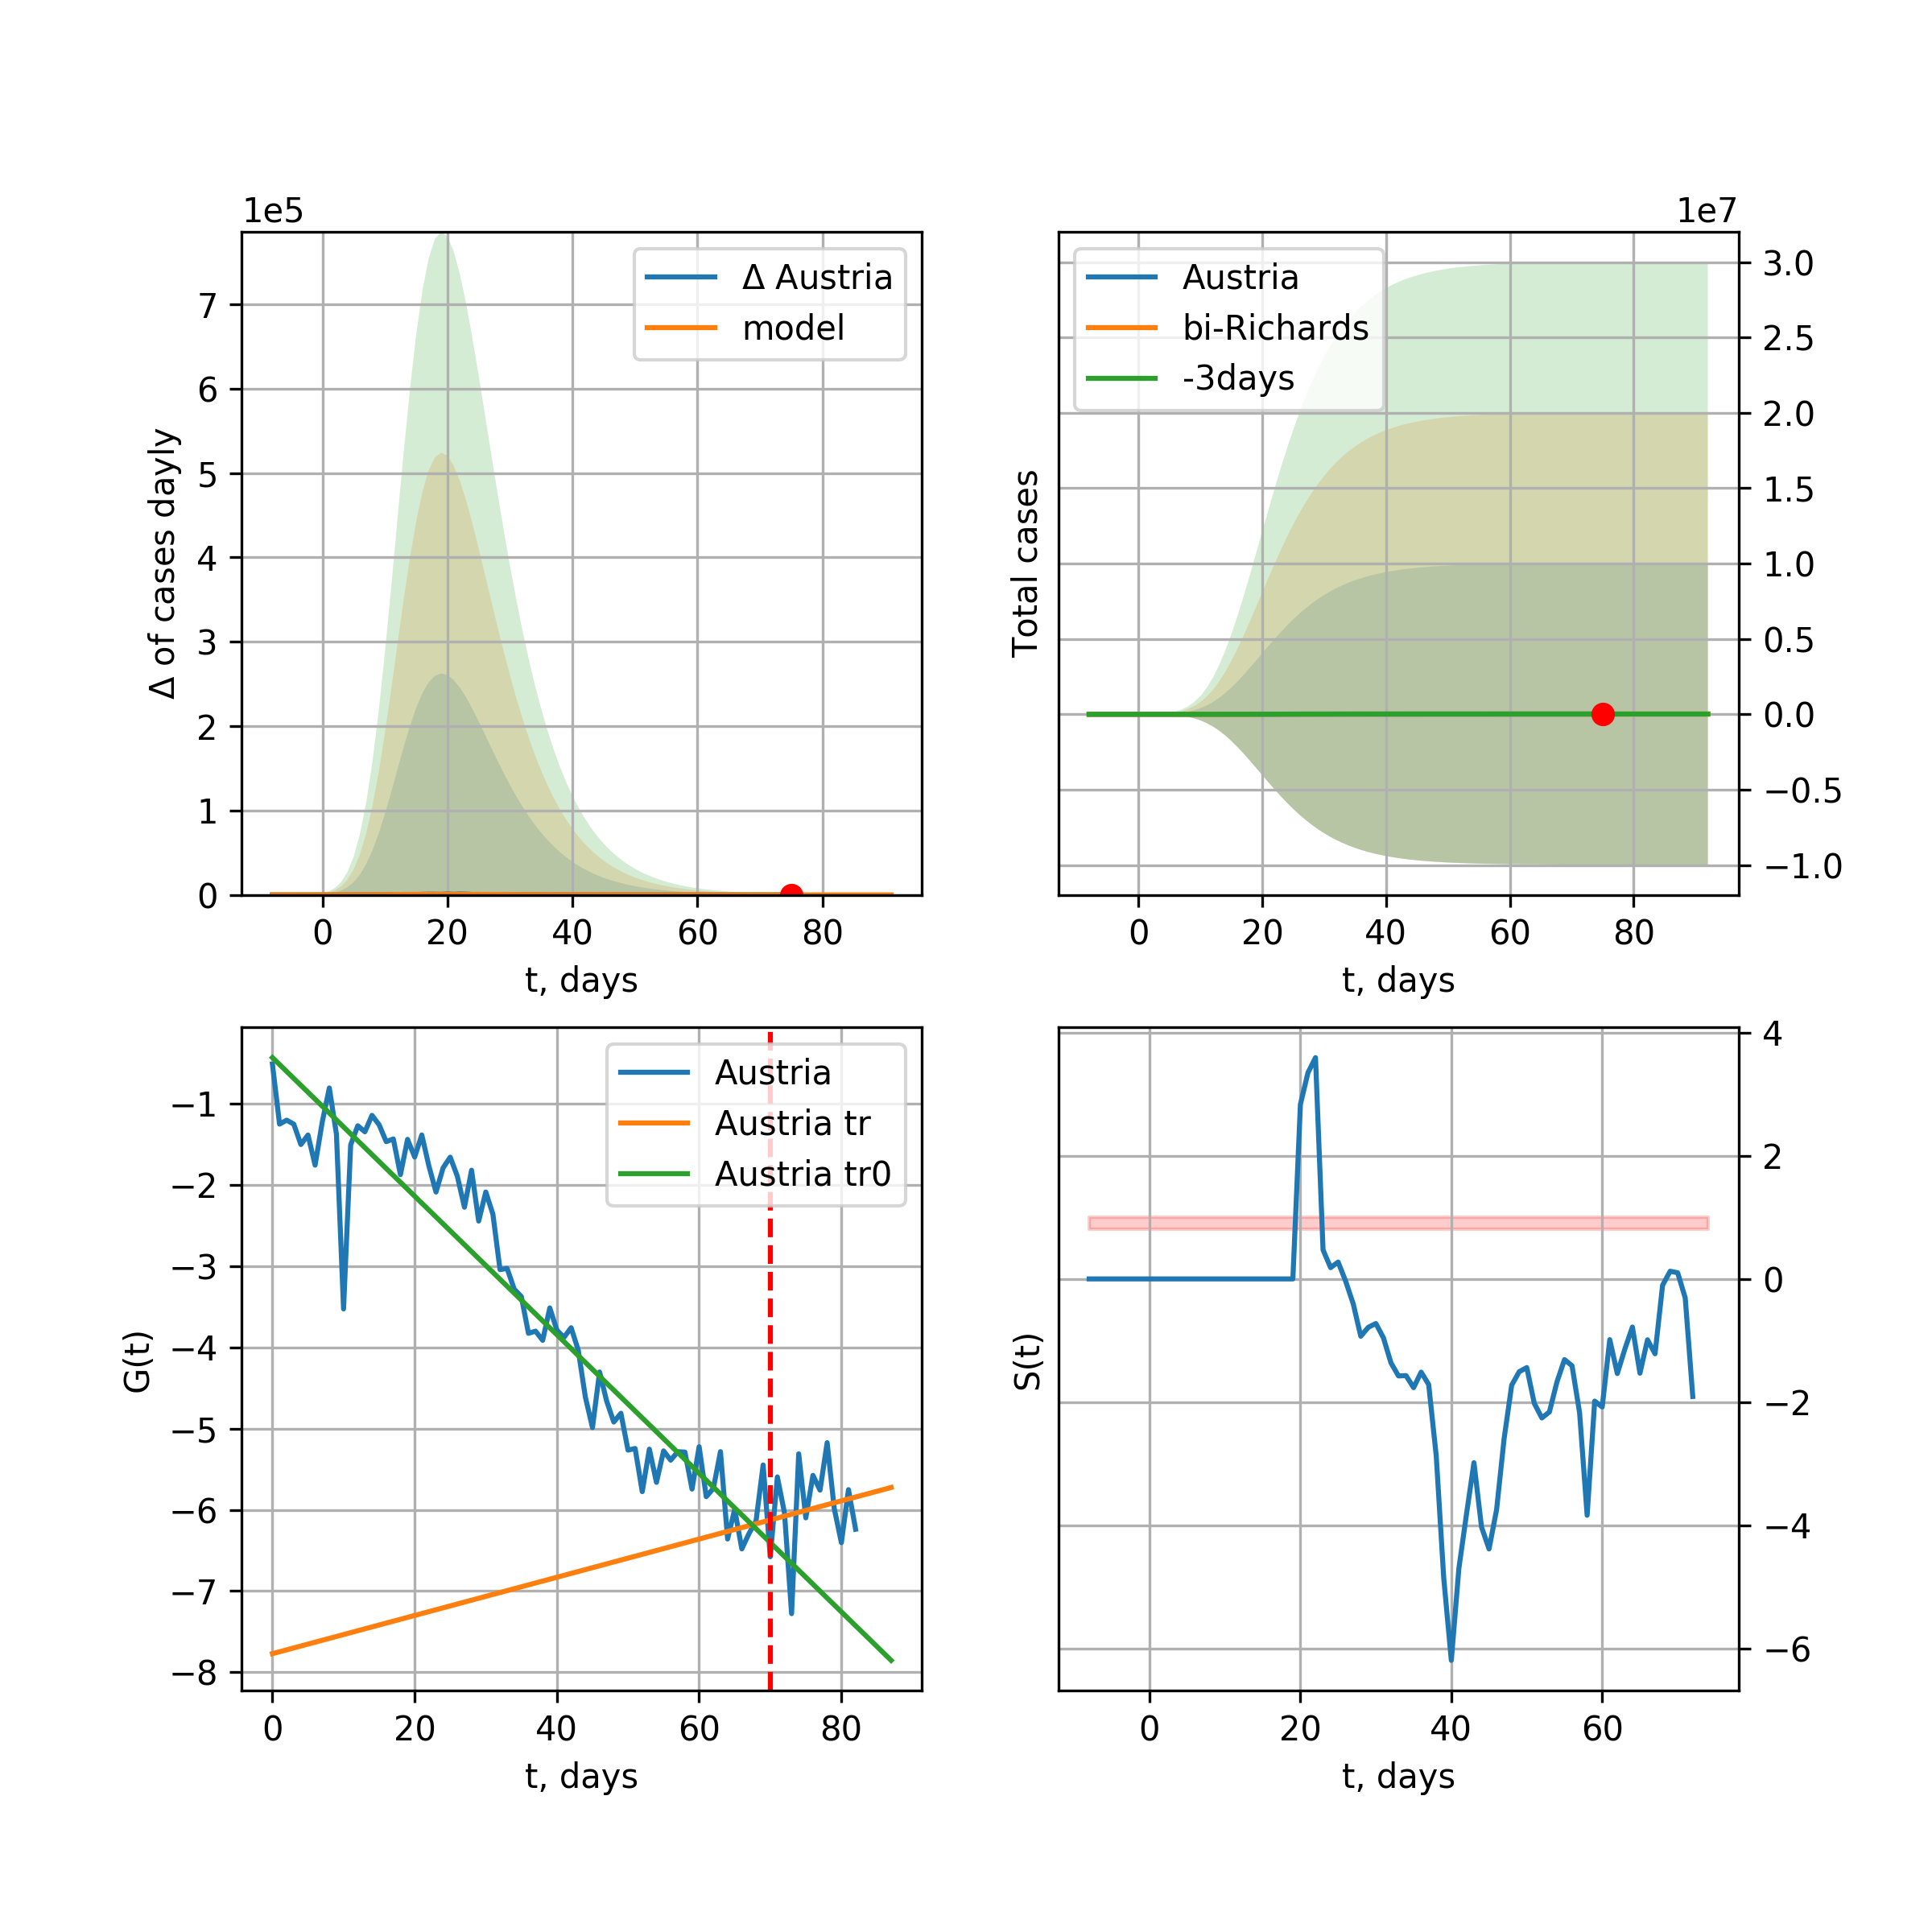 1e5
Δ of cases dayly
7
6
5
4
3
2
1
0
0 20 40 60 80
t, days
Δ Austria
model
1e7
Total cases
3.0
2.5
2.0
1.5
1.0
0.5
0.0
−0.5
−1.0
0 20 40 60 80
t, days
Austria
bi-Richards
-3days
G(t)
−1
−2
−3
−4
−5
−6
−7
−8
0 20 40 60 80
t, days
Austria
Austria tr
Austria tr0
S(t)
4
2
0
−2
−4
−6
0 20 40 60
t, days